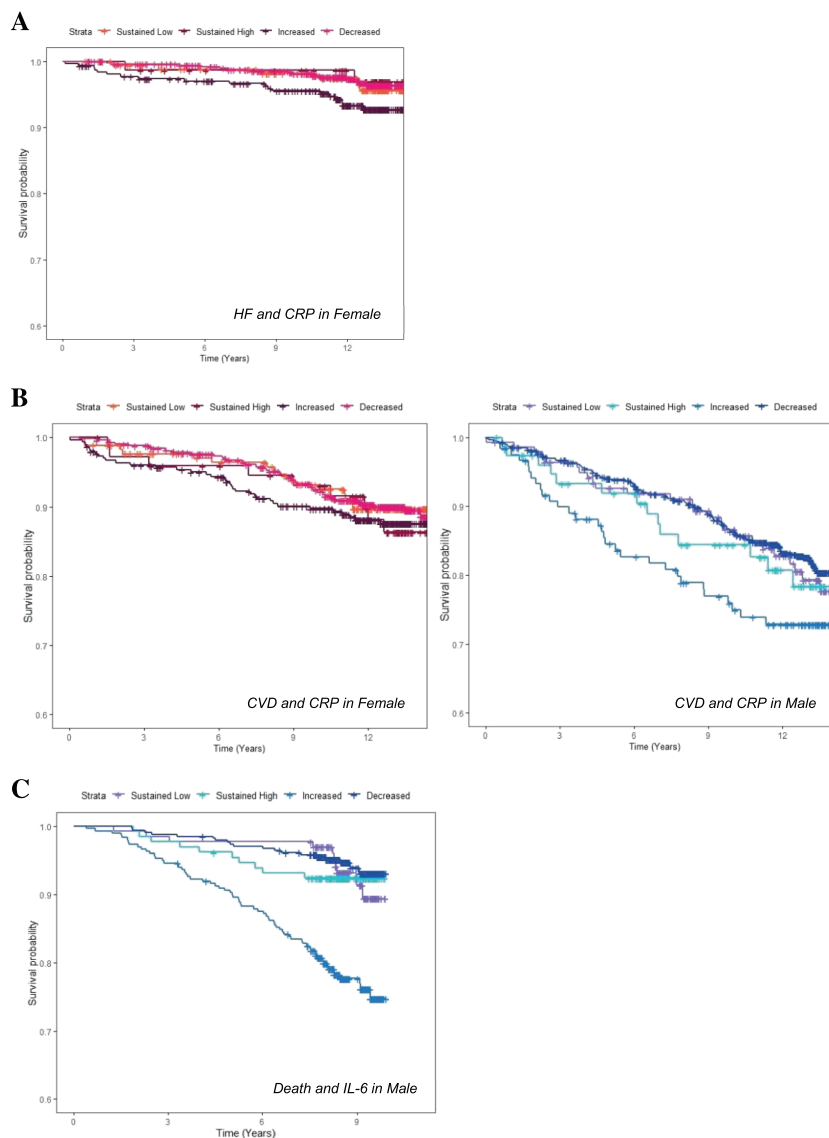 A
Strata Sustained Low Sustained High Increased Decreased
1.0
0.9
0.8
0.7
0.6
Survival probability
0 3 6 9 12
Time (Years)
HF and CRP in Female
B
Strata Sustained Low Sustained High Increased Decreased
1.0
0.9
0.8
0.7
0.6
Survival probability
0 3 6 9 12
Time (Years)
CVD and CRP in Female
Strata Sustained Low Sustained High Increased Decreased
1.0
0.9
0.8
0.7
0.6
Survival probability
0 3 6 9 12
Time (Years)
CVD and CRP in Male
C
Strata Sustained Low Sustained High Increased Decreased
1.0
0.9
0.8
0.7
0.6
Survival probability
0 3 6 9
Time (Years)
Death and IL-6 in Male